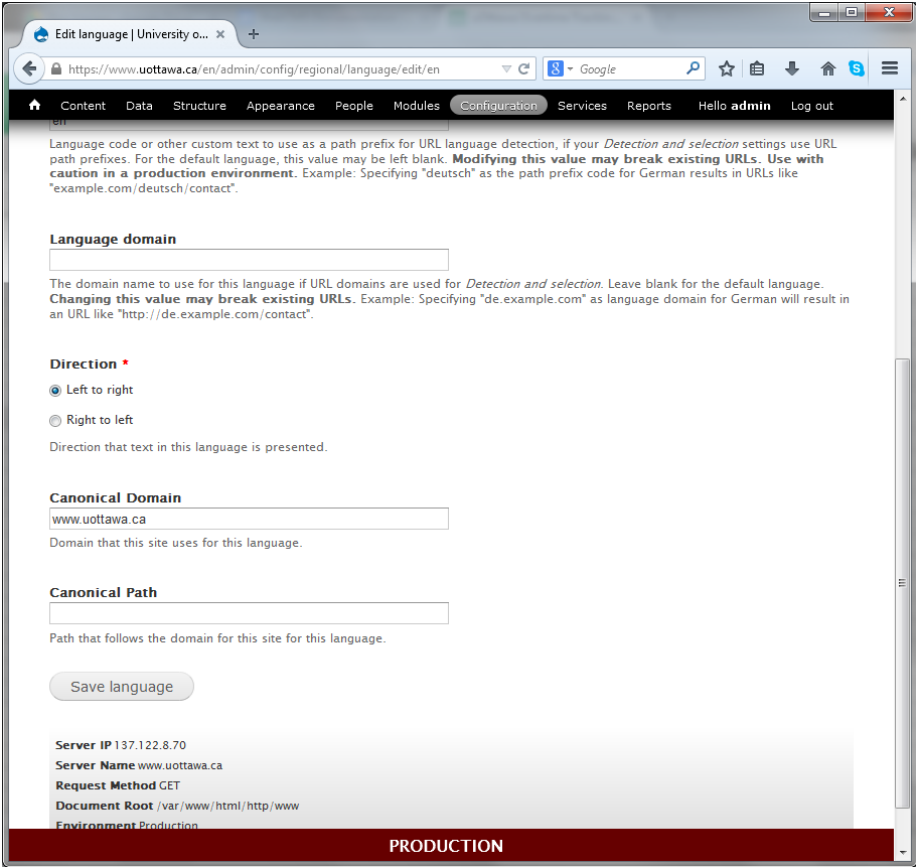 Edit language | University o...
https://www.uottawa.ca/en/admin/config/regional/language/edit/en
Google
Content Data Structure Appearance People Modules Configuration Services Reports Hello admin Log out
en
Language code or other custom text to use as a path prefix for URL language detection, if your Detection and selection settings use URL
path prefixes. For the default language, this value may be left blank. Modifying this value may break existing URLs. Use with
caution in a production environment. Example: Specifying "deutsch" as the path prefix code for German results in URLs like
"example.com/deutsch/contact".
Language domain
The domain name to use for this language if URL domains are used for Detection and selection. Leave blank for the default language.
Changing this value may break existing URLs. Example: Specifying "de.example.com" as language domain for German will result in
an URL like "http://de.example.com/contact".
Direction *
Left to right
Right to left
Direction that text in this language is presented.
Canonical Domain
www.uottawa.ca
Domain that this site uses for this language.
Canonical Path
Path that follows the domain for this site for this language.
Save language
Server IP 137.122.8.70
Server Name www.uottawa.ca
Request Method GET
Document Root /var/www/html/http/www
Environment Production
PRODUCTION